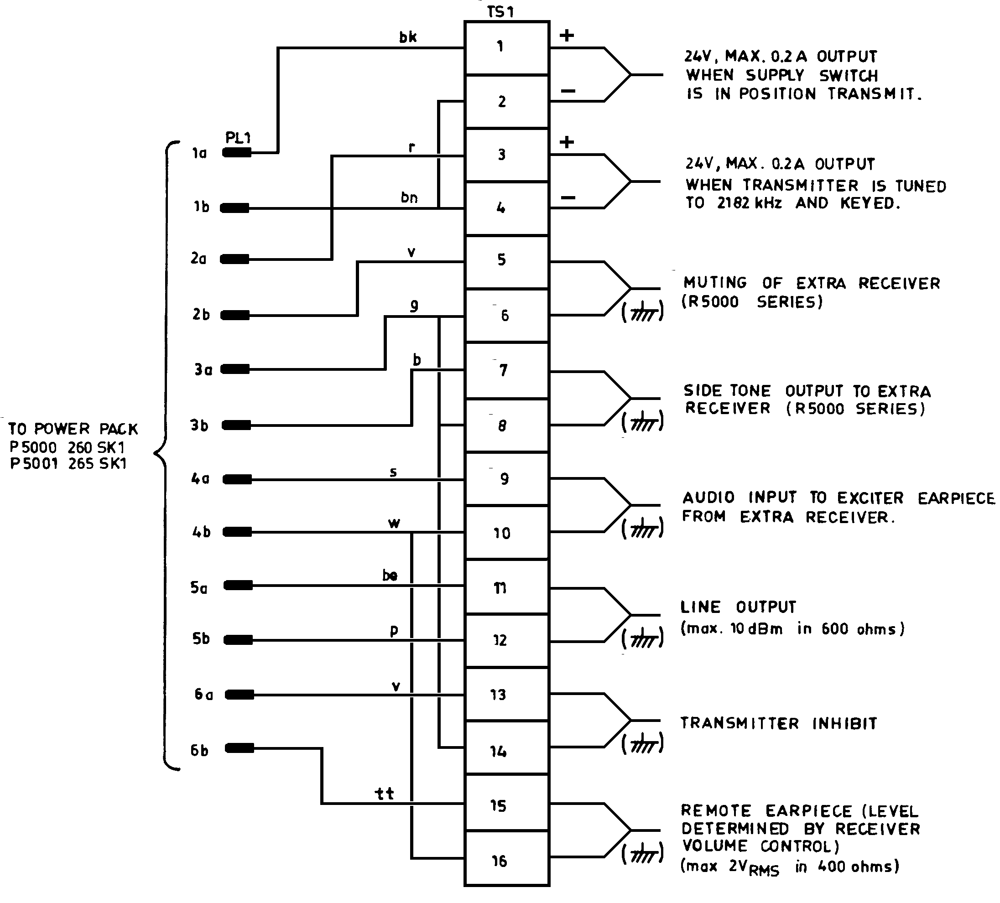 TS1
bk
1
+
24V, MAX. 0.2A OUTPUT
WHEN SUPPLY SWITCH
IS IN POSITION TRANSMIT.
2
−
PL1
1a
r
3
+
24V, MAX. 0.2A OUTPUT
WHEN TRANSMITTER IS TUNED
TO 2182 kHz AND KEYED.
1b
bn
4
−
2a
v
5
MUTING OF EXTRA RECEIVER
(R5000 SERIES)
2b
g
6
( )
3a
b
7
SIDE TONE OUTPUT TO EXTRA
RECEIVER (R5000 SERIES)
3b
8
( )
TO POWER PACK
P5000 260 SK1
P5001 265 SK1
4a
s
9
AUDIO INPUT TO EXCITER EARPIECE
FROM EXTRA RECEIVER.
4b
w
10
( )
5a
be
11
LINE OUTPUT
(max. 10 dBm in 600 ohms)
5b
p
12
( )
6a
v
13
TRANSMITTER INHIBIT
6b
14
( )
tt
15
REMOTE EARPIECE (LEVEL
DETERMINED BY RECEIVER
VOLUME CONTROL)
(max 2VRMS in 400 ohms)
16
( )